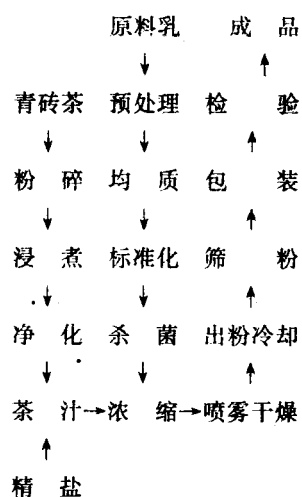 原料乳 成品
↓ ↑
青砖茶 预处理 检验
↓ ↓ ↑
粉碎 均质 包装
↓ ↓ ↑
浸煮 标准化 筛粉
↓ ↓ ↑
净化 杀菌 出粉冷却
↓ ↓ ↑
茶汁→浓缩→喷雾干燥
↑
精盐